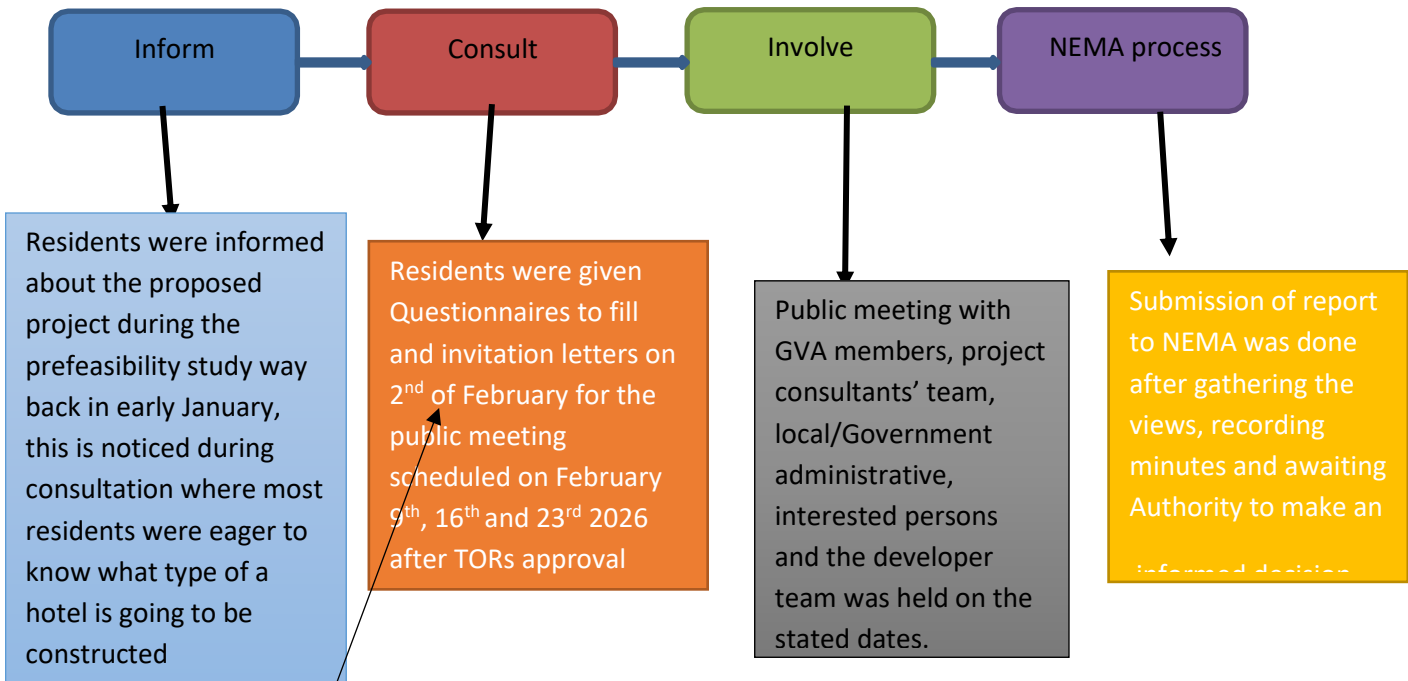 Inform
Consult
Involve
NEMA process
Residents were informed
about the proposed
project during the
prefeasibility study way
back in early January,
this is noticed during
consultation where most
residents were eager to
know what type of a
hotel is going to be
constructed
Residents were given
Questionnaires to fill
and invitation letters on
2nd of February for the
public meeting
scheduled on February
9th, 16th and 23rd 2026
after TORs approval
Public meeting with
GVA members, project
consultants’ team,
local/Government
administrative,
interested persons
and the developer
team was held on the
stated dates.
Submission of report
to NEMA was done
after gathering the
views, recording
minutes and awaiting
Authority to make an
informed decision